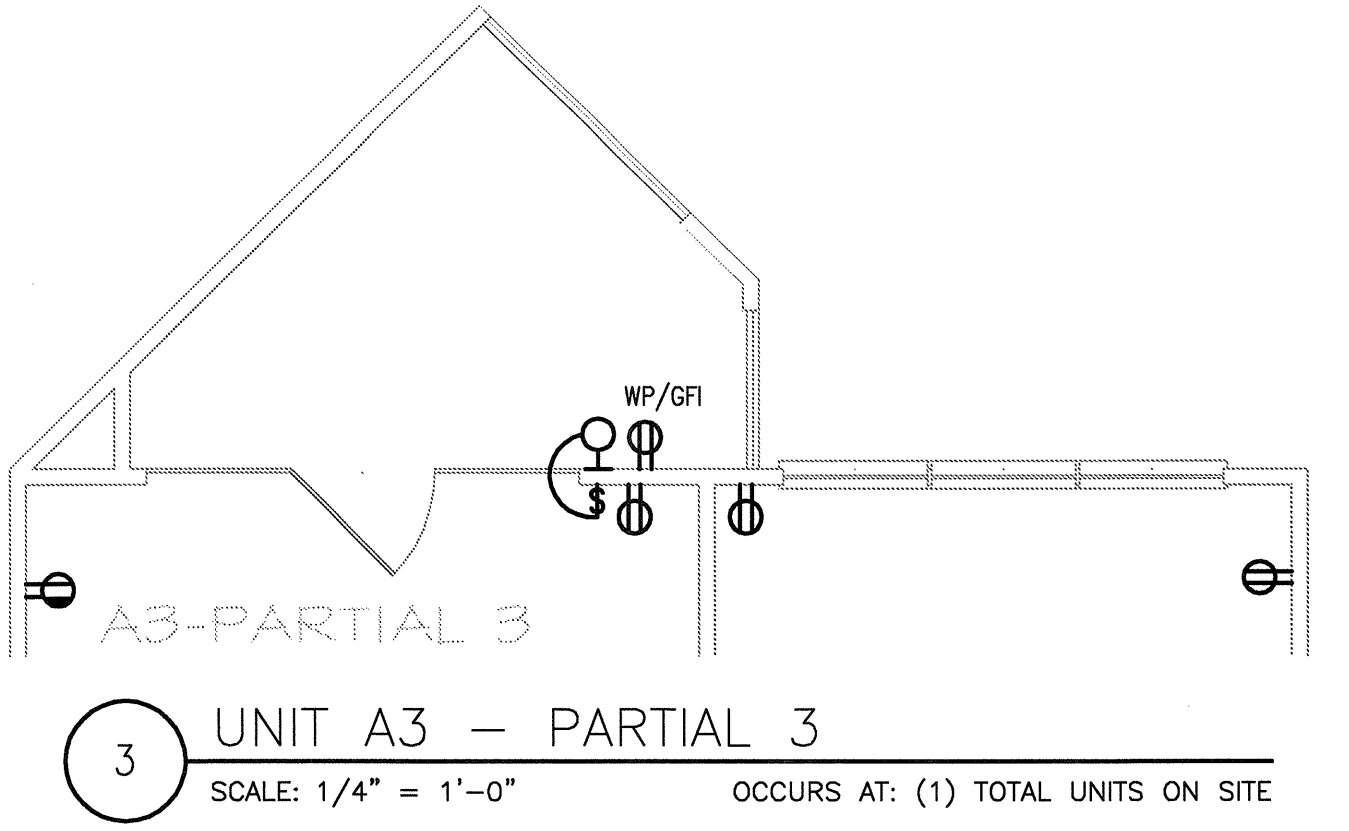 WP/GFI
$
A3-PARTIAL 3
3
UNIT A3 - PARTIAL 3
SCALE: 1/4" = 1'-0"
OCCURS AT: (1) TOTAL UNITS ON SITE